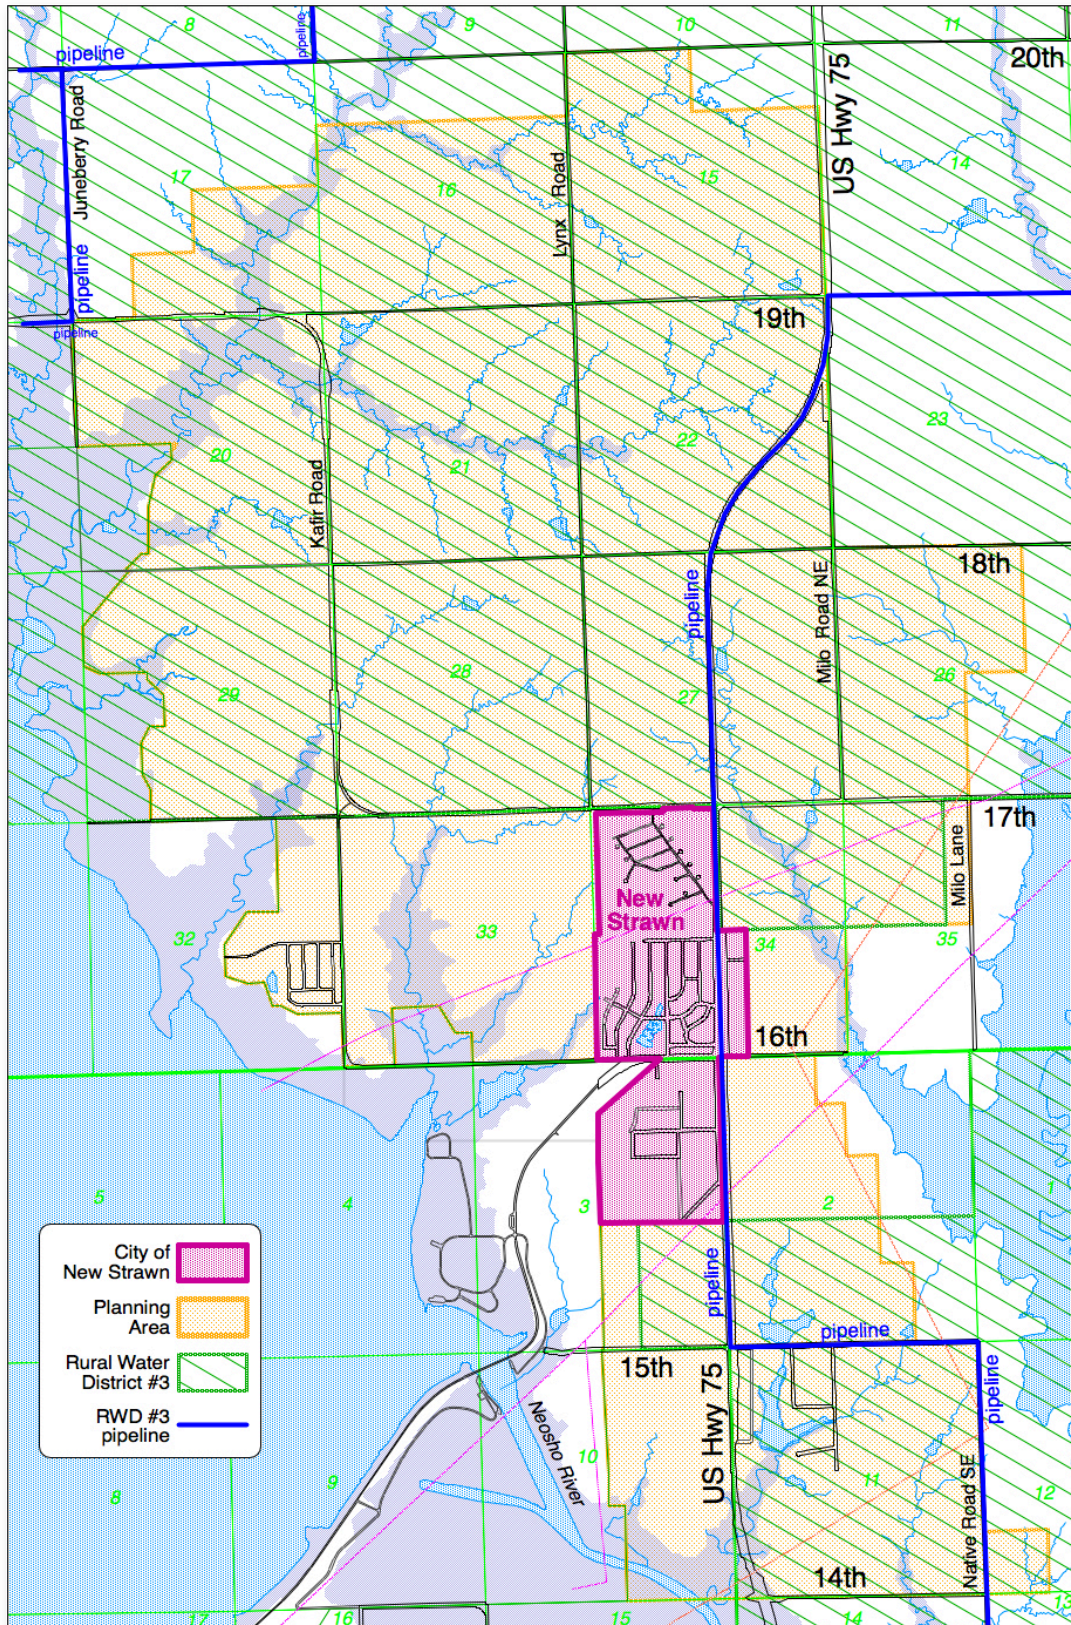 8
9
10
11
pipeline
pipeline
20th
Juneberry Road
US Hwy 75
17
16
Lynx Road
15
14
pipeline
pipeline
19th
20
21
22
23
Kafir Road
18th
pipeline
Milo Road NE
29
28
27
26
17th
Milo Lane
New
Strawn
32
33
34
35
16th
5
4
3
2
1
City of
New Strawn
Planning
Area
Rural Water
District #3
RWD #3
pipeline
pipeline
pipeline
15th
US Hwy 75
pipeline
Neosho River
8
9
10
11
12
Native Road SE
14th
17
16
15
14
13